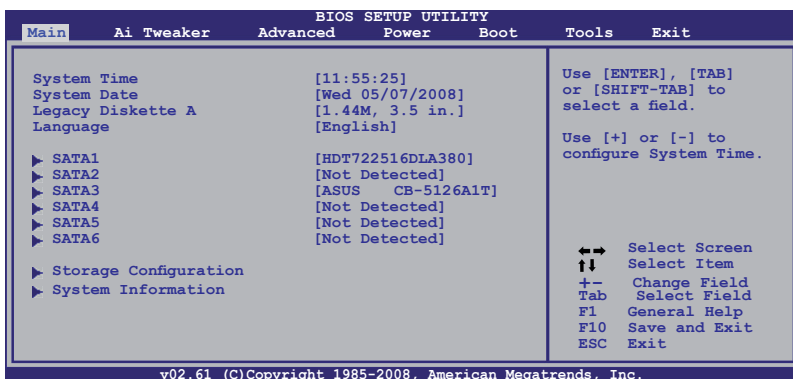 BIOS SETUP UTILITY
Main Ai Tweaker Advanced Power Boot Tools Exit
System Time [11:55:25]
System Date [Wed 05/07/2008]
Legacy Diskette A [1.44M, 3.5 in.]
Language [English]
SATA1 [HDT722516DLA380]
SATA2 [Not Detected]
SATA3 [ASUS CB-5126A1T]
SATA4 [Not Detected]
SATA5 [Not Detected]
SATA6 [Not Detected]
Storage Configuration
System Information
Use [ENTER], [TAB]
or [SHIFT-TAB] to
select a field.
Use [+] or [-] to
configure System Time.
←→ Select Screen
↑↓ Select Item
+- Change Field
Tab Select Field
F1 General Help
F10 Save and Exit
ESC Exit
v02.61 (C)Copyright 1985-2008, American Megatrends, Inc.